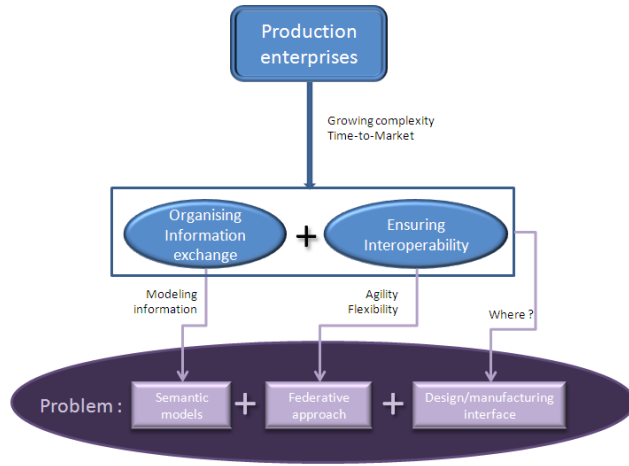 Production
enterprises
Growing complexity
Time-to-Market
Organising
Information
exchange
+
Ensuring
Interoperability
Modeling
information
Agility
Flexibility
Where ?
Problem :
Semantic
models
+
Federative
approach
+
Design/manufacturing
interface